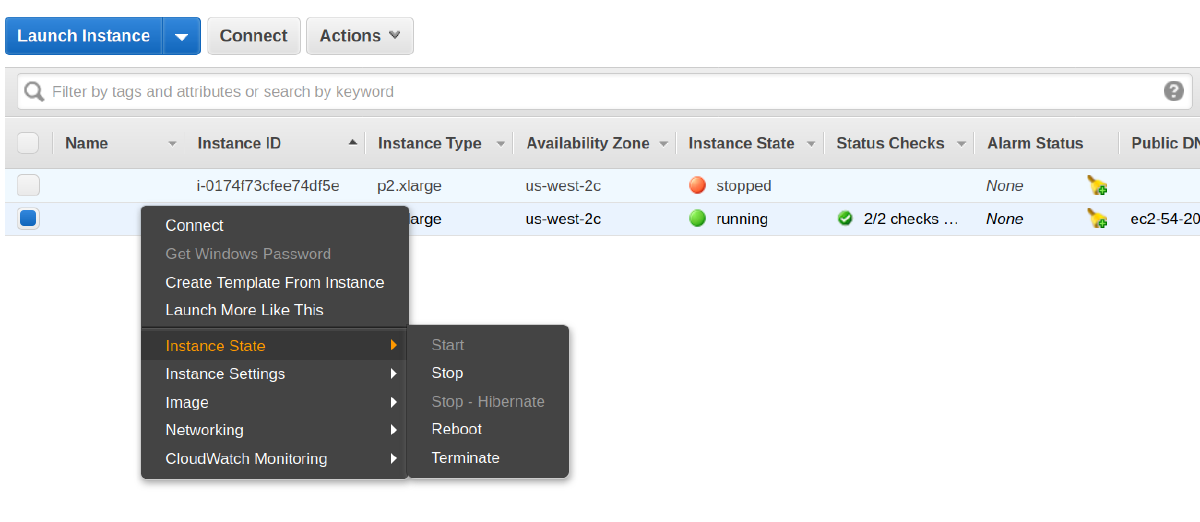 Launch Instance Connect Actions
Filter by tags and attributes or search by keyword
Name Instance ID Instance Type Availability Zone Instance State Status Checks Alarm Status Public DN
i-0174f73cfee74df5e p2.xlarge us-west-2c stopped None
large us-west-2c running 2/2 checks ... None ec2-54-20
Connect
Get Windows Password
Create Template From Instance
Launch More Like This
Instance State
Instance Settings
Image
Networking
CloudWatch Monitoring
Start
Stop
Stop - Hibernate
Reboot
Terminate